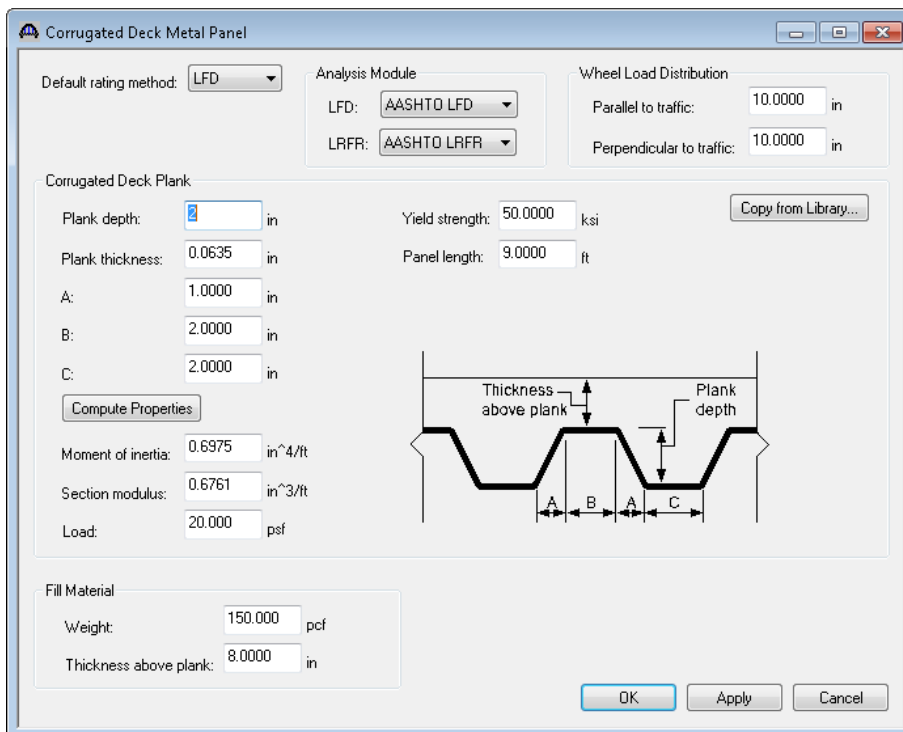 Corrugated Deck Metal Panel
Default rating method: LFD
Analysis Module
LFD: AASHTO LFD
LRFR: AASHTO LRFR
Wheel Load Distribution
Parallel to traffic: 10.0000 in
Perpendicular to traffic: 10.0000 in
Corrugated Deck Plank
Plank depth: 2 in
Yield strength: 50.0000 ksi
Copy from Library...
Plank thickness: 0.0635 in
Panel length: 9.0000 ft
A: 1.0000 in
B: 2.0000 in
C: 2.0000 in
Compute Properties
Moment of inertia: 0.6975 in^4/ft
Section modulus: 0.6761 in^3/ft
Load: 20.000 psf
Thickness
above plank
Plank
depth
A B A C
Fill Material
Weight: 150.000 pcf
Thickness above plank: 8.0000 in
OK Apply Cancel